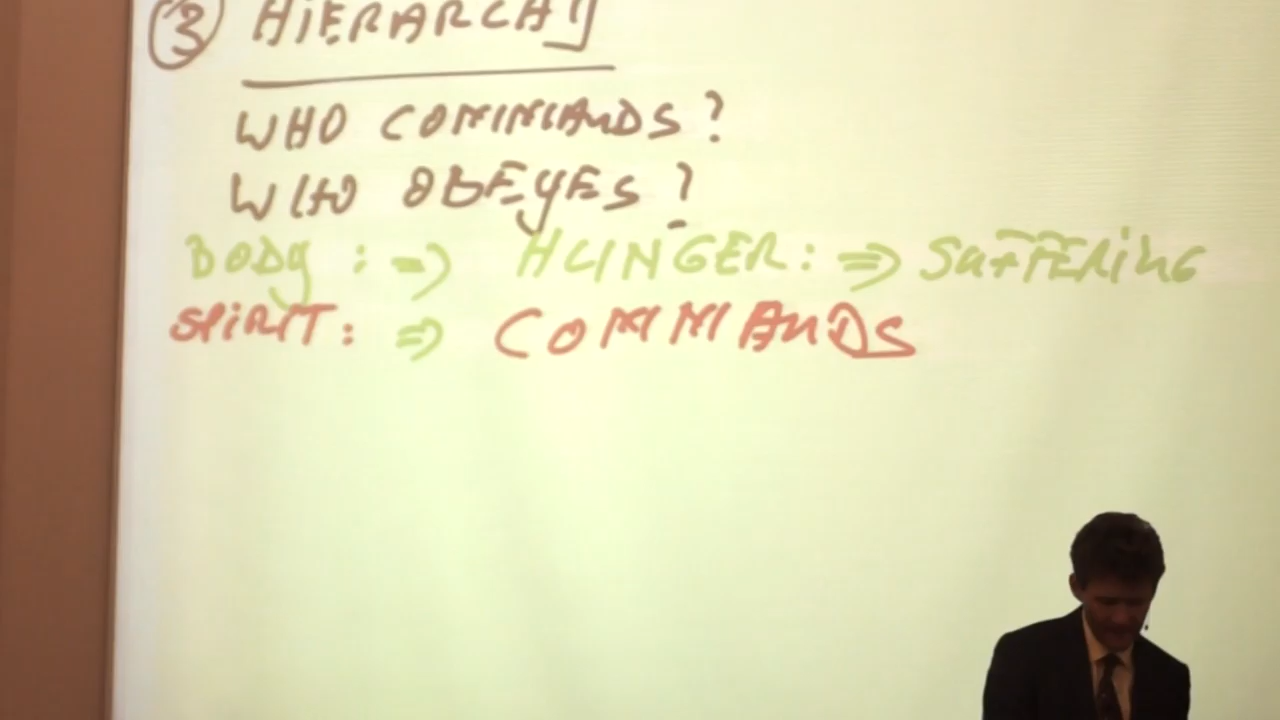 3 HIERARCHY
WHO COMMANDS?
WHO OBEYES?
BODY : => HUNGER : => SUFFERING
SPIRIT : => COMMANDS